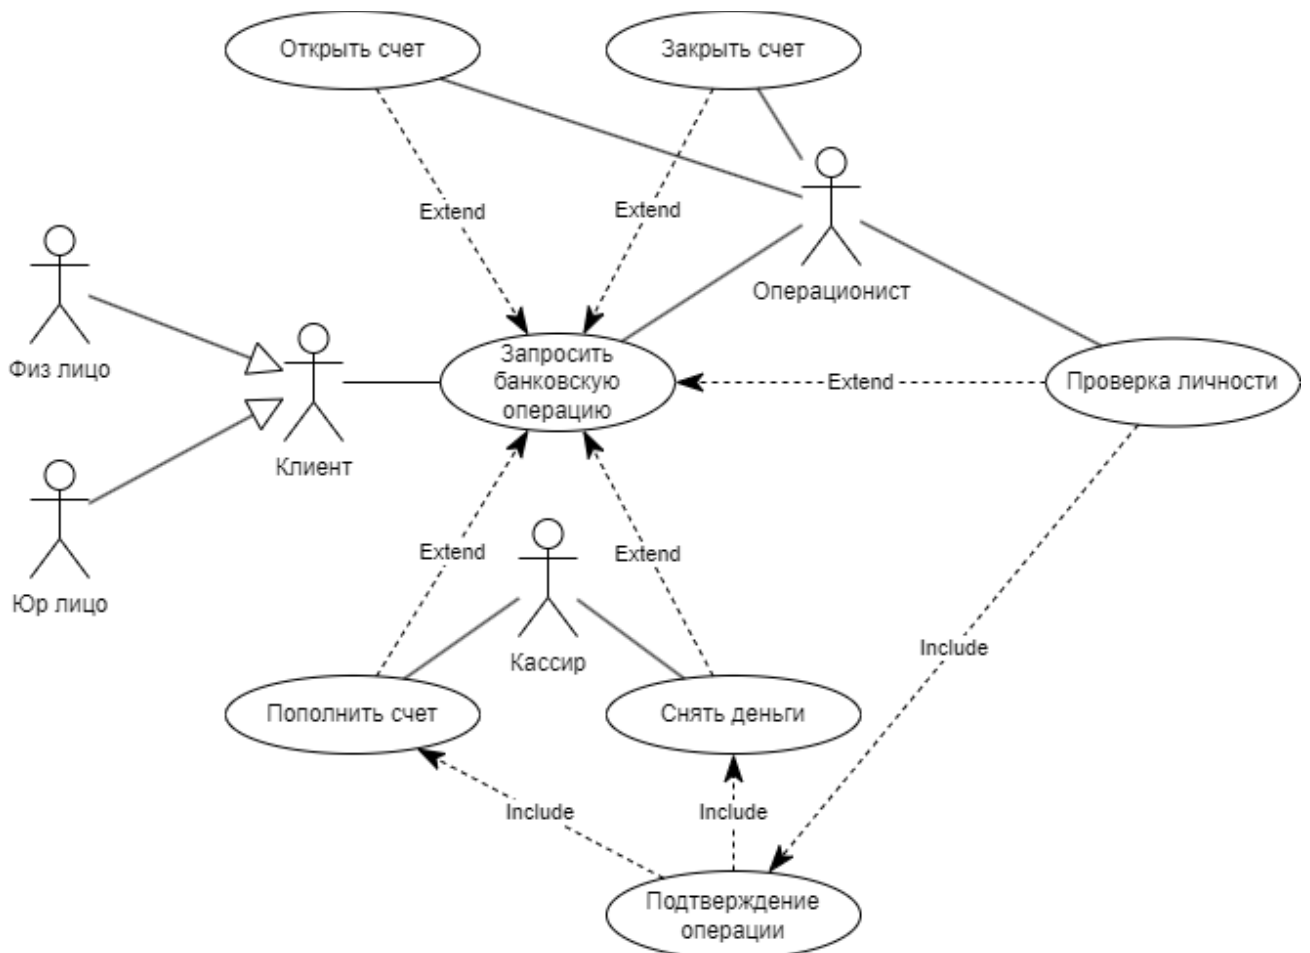 Открыть счет
Закрыть счет
Extend
Extend
Операционист
Физ лицо
Запросить
банковскую
операцию
Extend
Проверка личности
Клиент
Юр лицо
Extend
Extend
Кассир
Include
Пополнить счет
Снять деньги
Include
Include
Подтверждение
операции